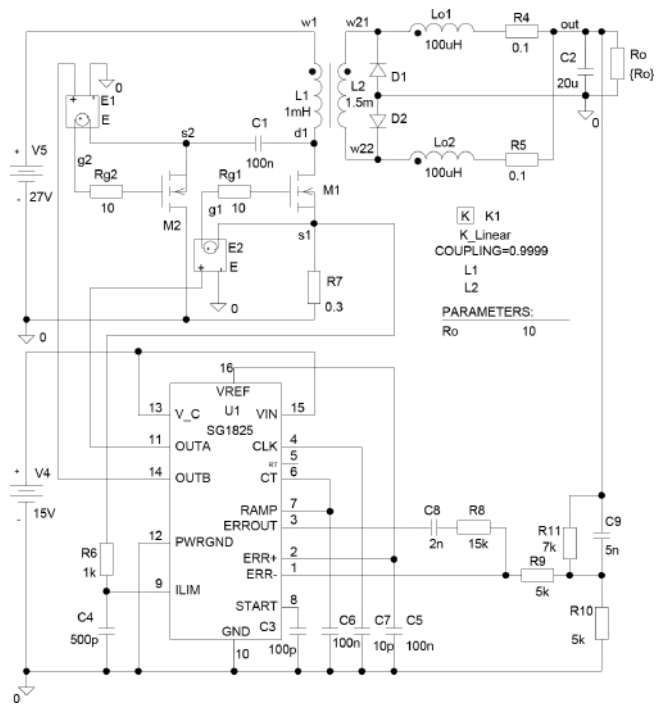 w1
w21
Lo1
R4
out
100uH
0.1
C2
20u
Ro
{Ro}
0
+
-
0
E1
E
L1
1mH
L2
1.5m
D1
D2
w22
Lo2
R5
100uH
0.1
s2
C1
d1
100n
g2
V5
+
-
27V
Rg2
10
M2
Rg1
g1
10
M1
s1
E2
E
+
-
0
R7
0.3
0
K K1
K_Linear
COUPLING=0.9999
L1
L2
PARAMETERS:
Ro 10
16
VREF
U1
SG1825
13 V_C
VIN 15
11 OUTA
CLK 4
RT 5
14 OUTB
CT 6
RAMP 7
ERROUT 3
12 PWRGND
ERR+ 2
ERR- 1
9 ILIM
START 8
GND
10
V4
+
-
15V
R6
1k
C4
500p
C3
100p
C6
100n
C7
10p
C5
100n
C8
2n
R8
15k
R11
7k
C9
5n
R9
5k
R10
5k
0